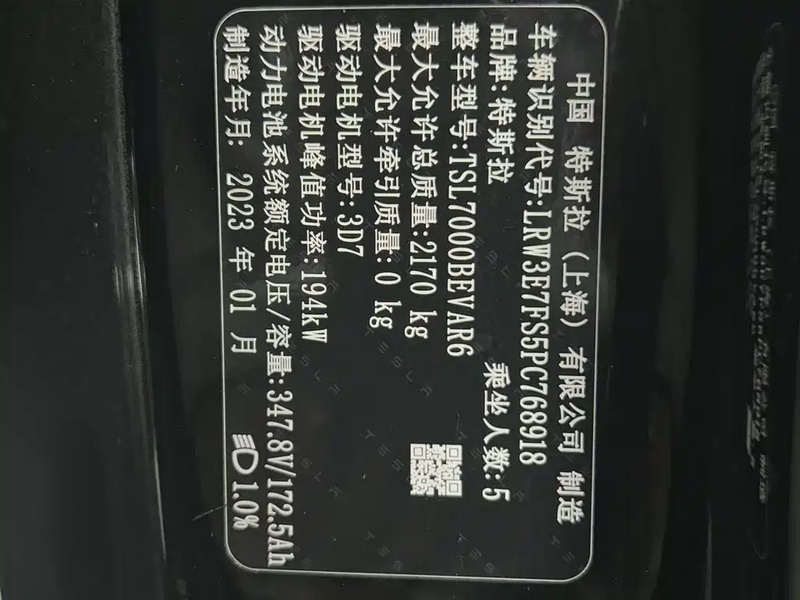 中国 特斯拉（上海）有限公司 制造
车辆识别代号:LRW3E7FS5PC768918
品牌:特斯拉 乘坐人数:5
整车型号:TSL7000BEVAR6
最大允许总质量:2170 kg
最大允许牵引质量:0 kg
驱动电机型号:3D7
驱动电机峰值功率:194kW
动力电池系统额定电压/容量:347.8V/172.5Ah
制造年月: 2023 年 01 月 1.0%